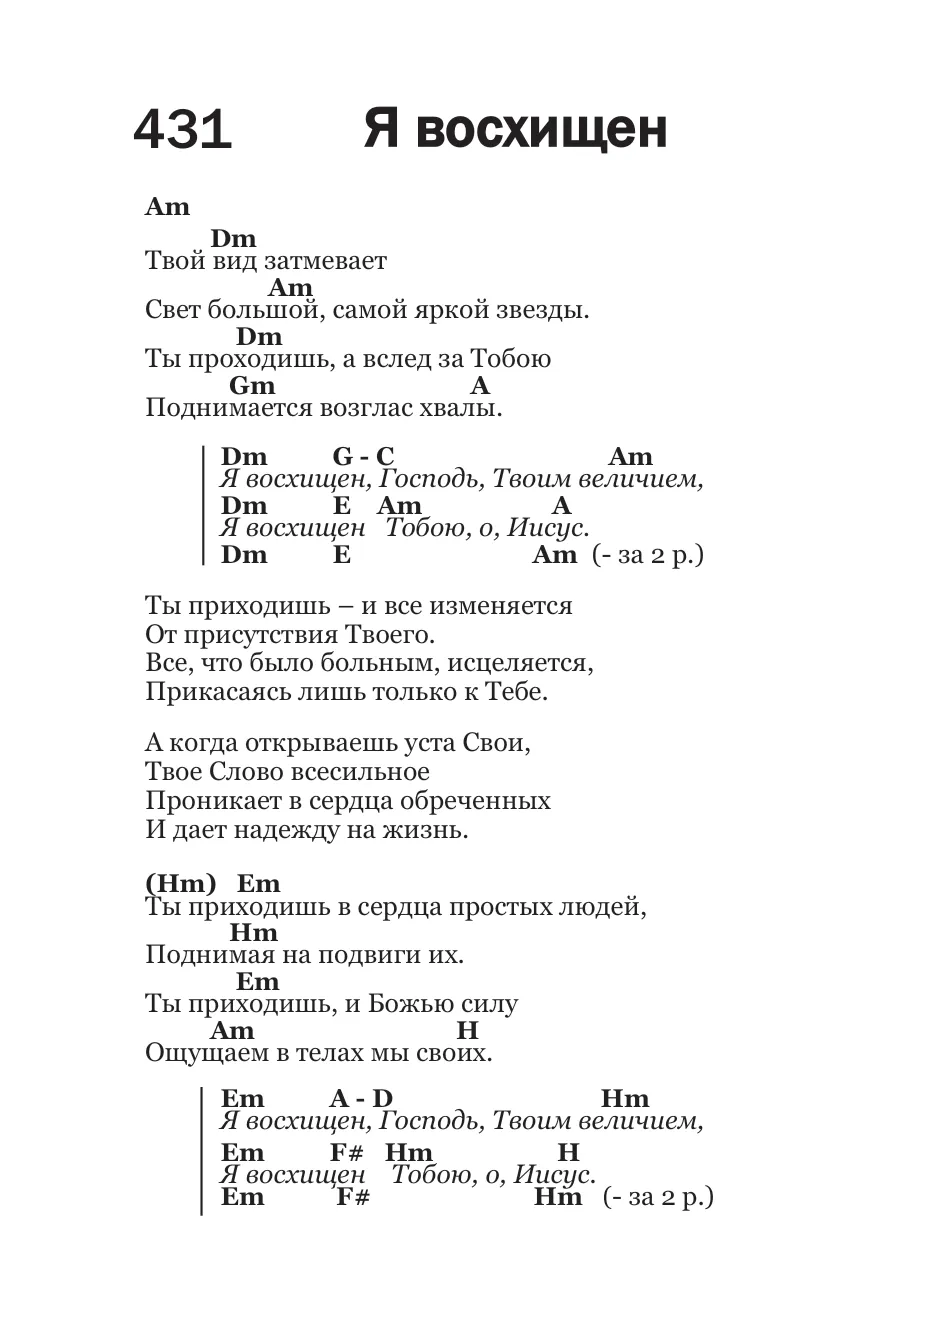 431 Я восхищен
Am
Dm
Твой вид затмевает
Am
Свет большой, самой яркой звезды.
Dm
Ты проходишь, а вслед за Тобою
Gm A
Поднимается возглас хвалы.
Dm G - C Am
Я восхищен, Господь, Твоим величием,
Dm E Am A
Я восхищен Тобою, о, Иисус.
Dm E Am (- за 2 р.)
Ты приходишь – и все изменяется
От присутствия Твоего.
Все, что было больным, исцеляется,
Прикасаясь лишь только к Тебе.
А когда открываешь уста Свои,
Твое Слово всесильное
Проникает в сердца обреченных
И дает надежду на жизнь.
(Hm) Em
Ты приходишь в сердца простых людей,
Hm
Поднимая на подвиги их.
Em
Ты приходишь, и Божью силу
Am H
Ощущаем в телах мы своих.
Em A - D Hm
Я восхищен, Господь, Твоим величием,
Em F# Hm H
Я восхищен Тобою, о, Иисус.
Em F# Hm (- за 2 р.)